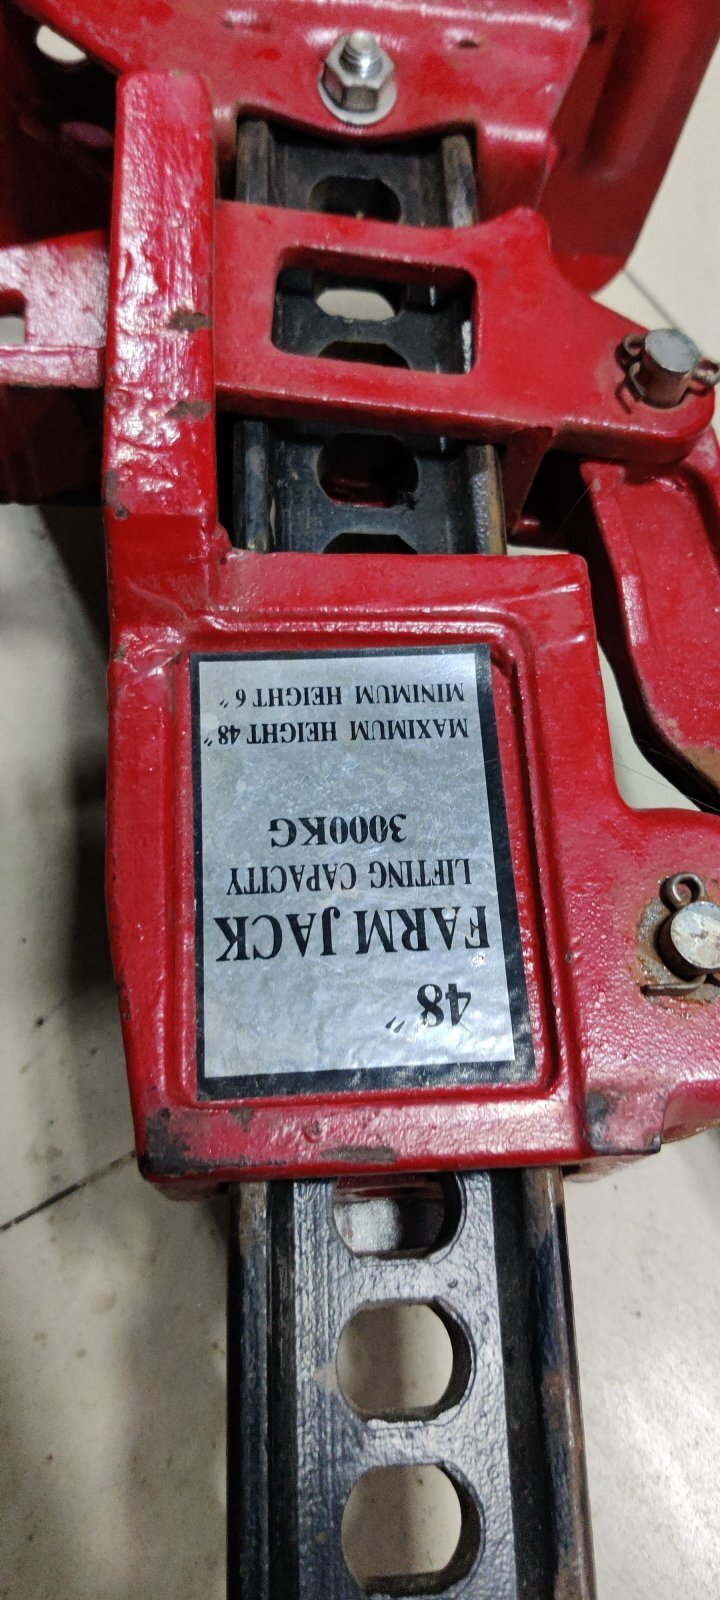 48"
FARM JACK
LIFTING CAPACITY
3000KG
MAXIMUM HEIGHT 48"
MINIMUM HEIGHT 6"